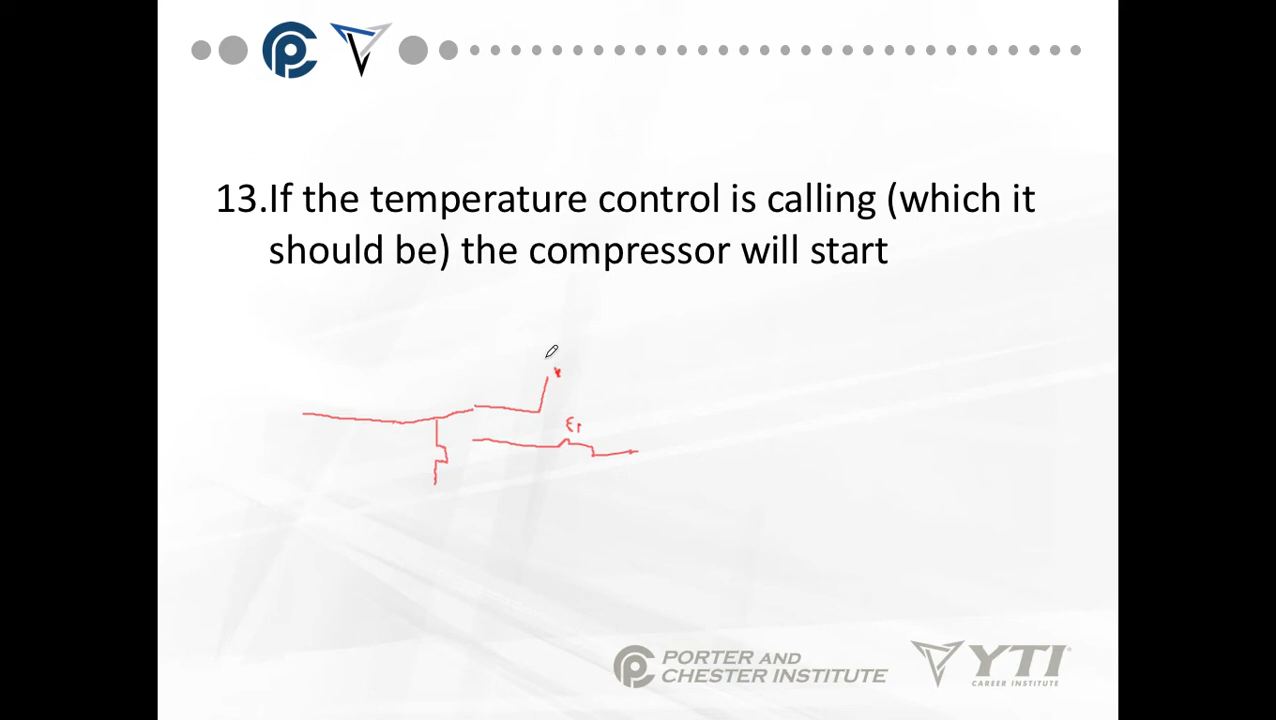 13.If the temperature control is calling (which it
should be) the compressor will start
PORTER AND
CHESTER INSTITUTE
YTI
CAREER INSTITUTE